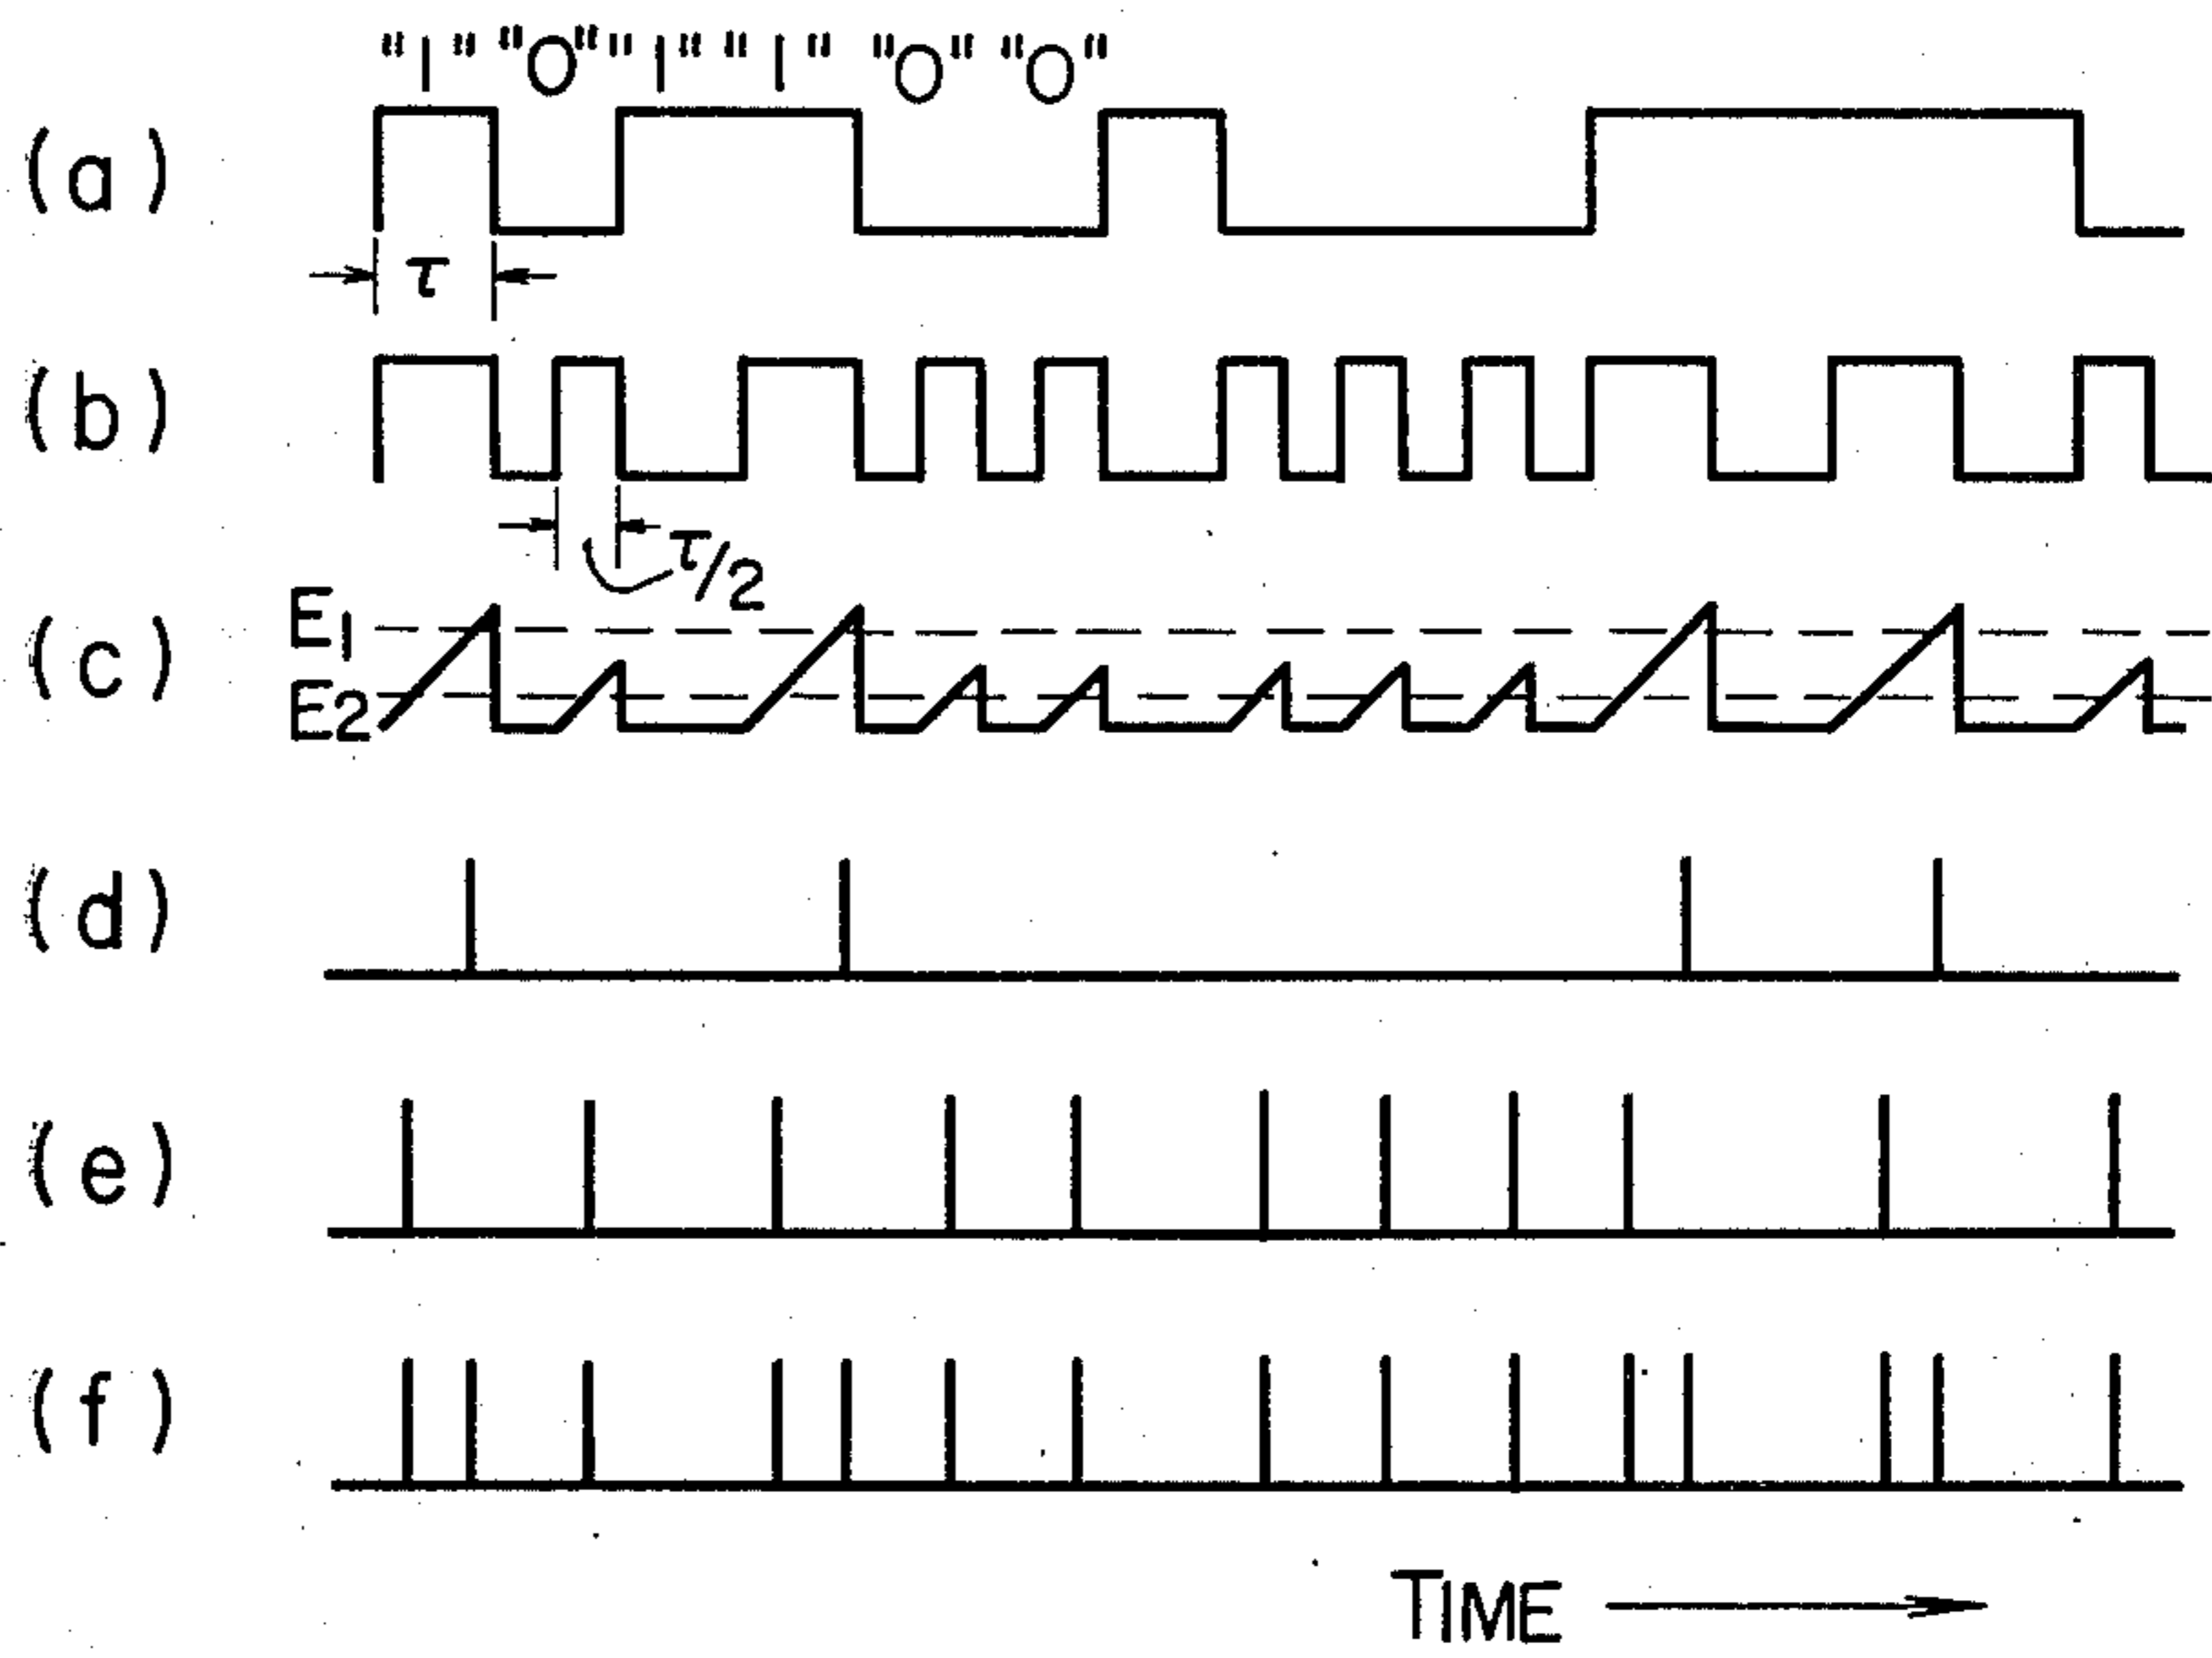 "1" "0" "1" "1" "0" "0"
(a)
τ
(b)
τ/2
(c)
E1
E2
(d)
(e)
(f)
TIME